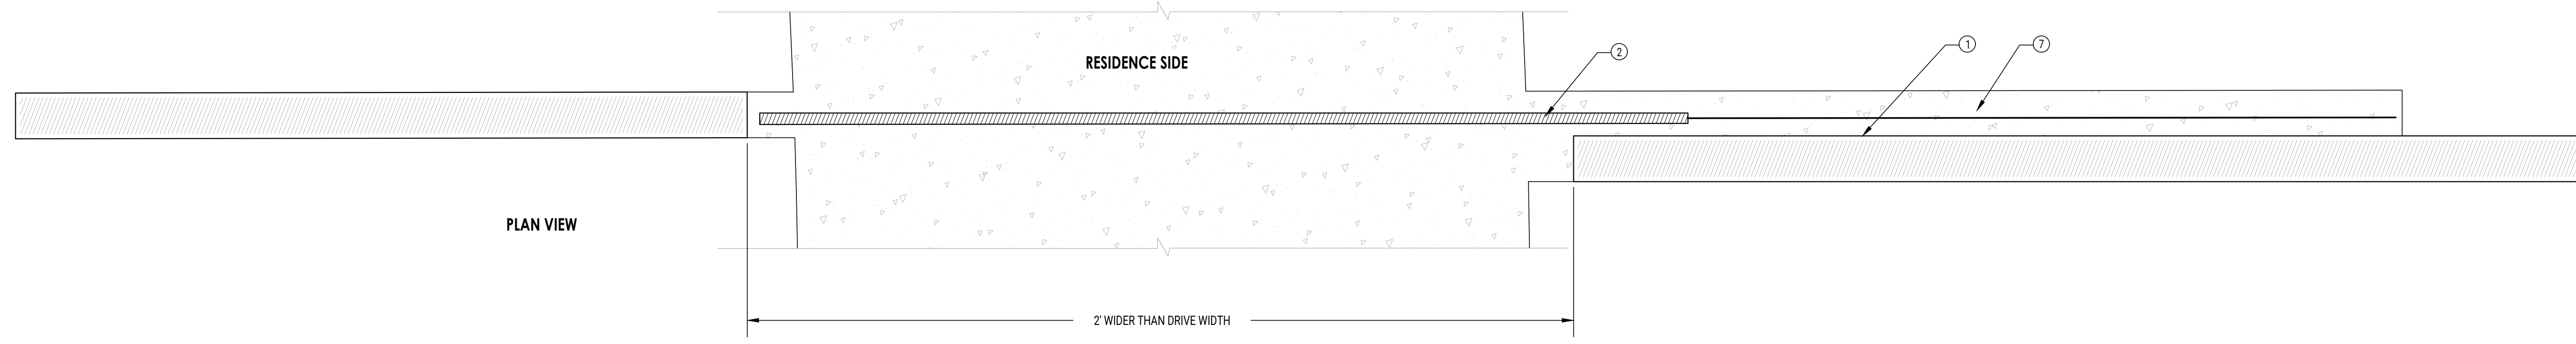 RESIDENCE SIDE
2
1
7
PLAN VIEW
2' WIDER THAN DRIVE WIDTH